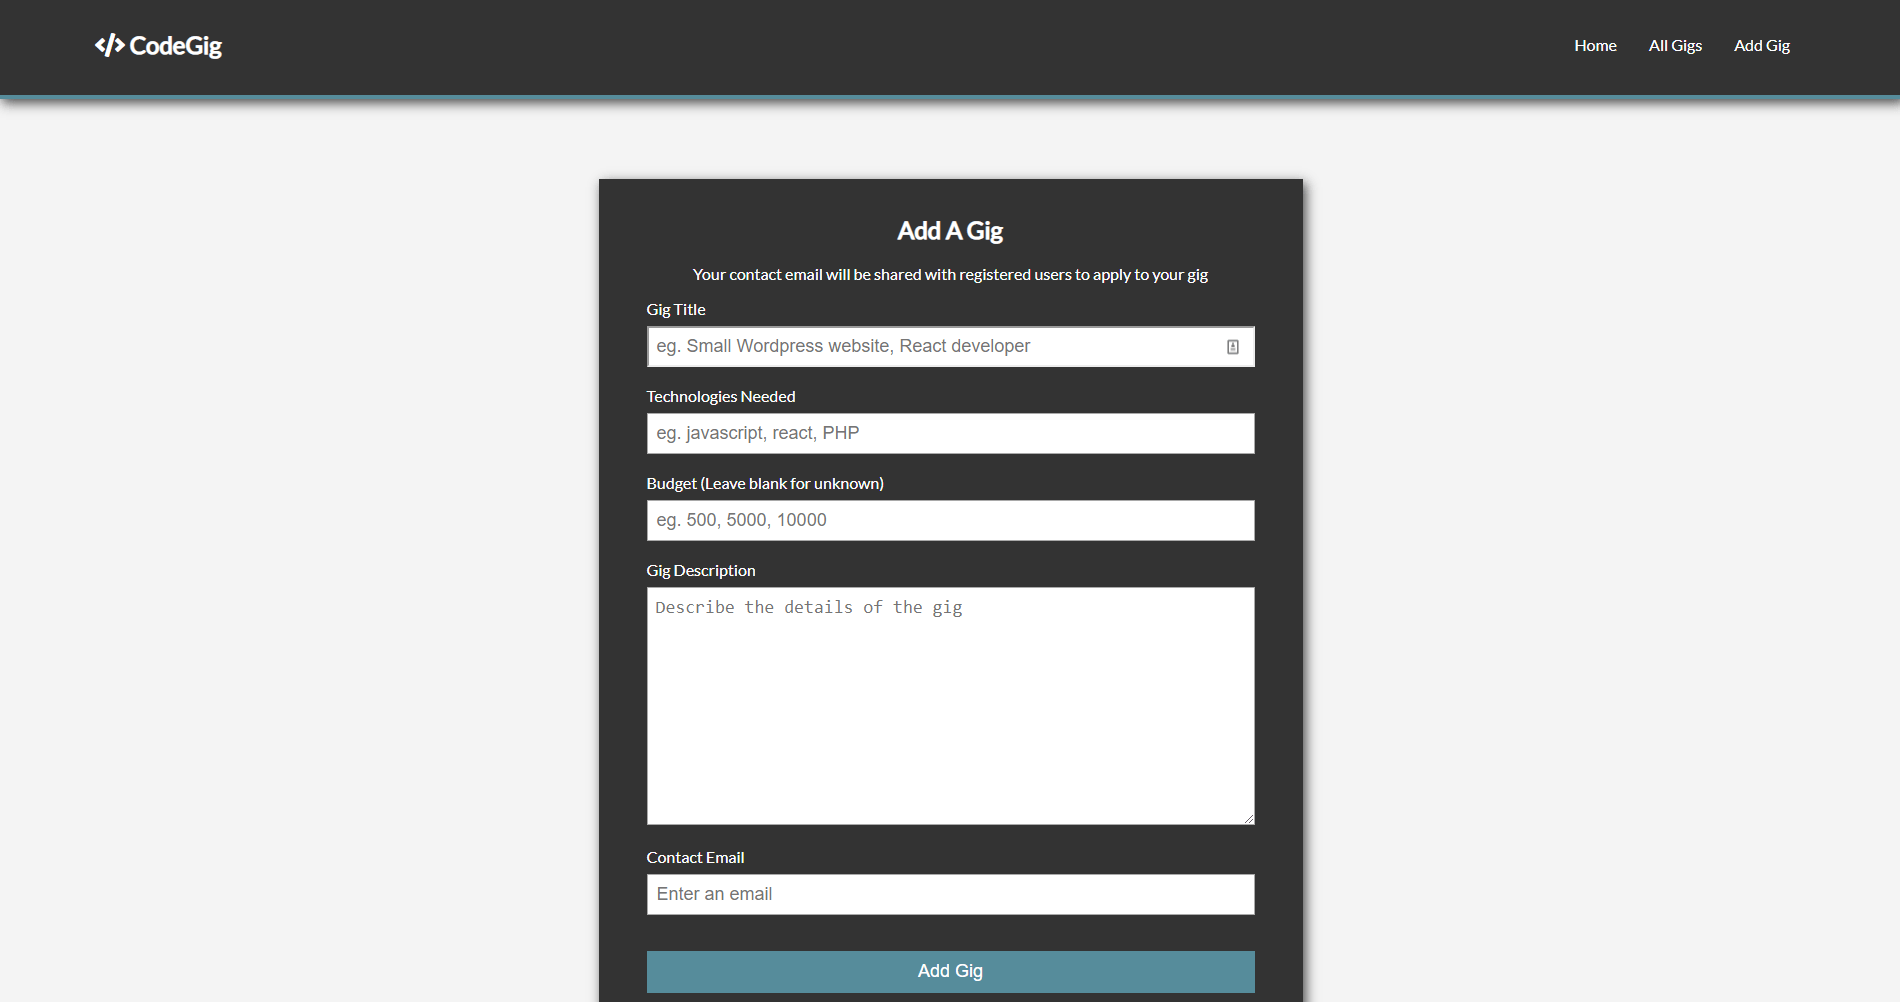 </> CodeGig
Home All Gigs Add Gig
Add A Gig
Your contact email will be shared with registered users to apply to your gig
Gig Title
eg. Small Wordpress website, React developer
Technologies Needed
eg. javascript, react, PHP
Budget (Leave blank for unknown)
eg. 500, 5000, 10000
Gig Description
Describe the details of the gig
Contact Email
Enter an email
Add Gig